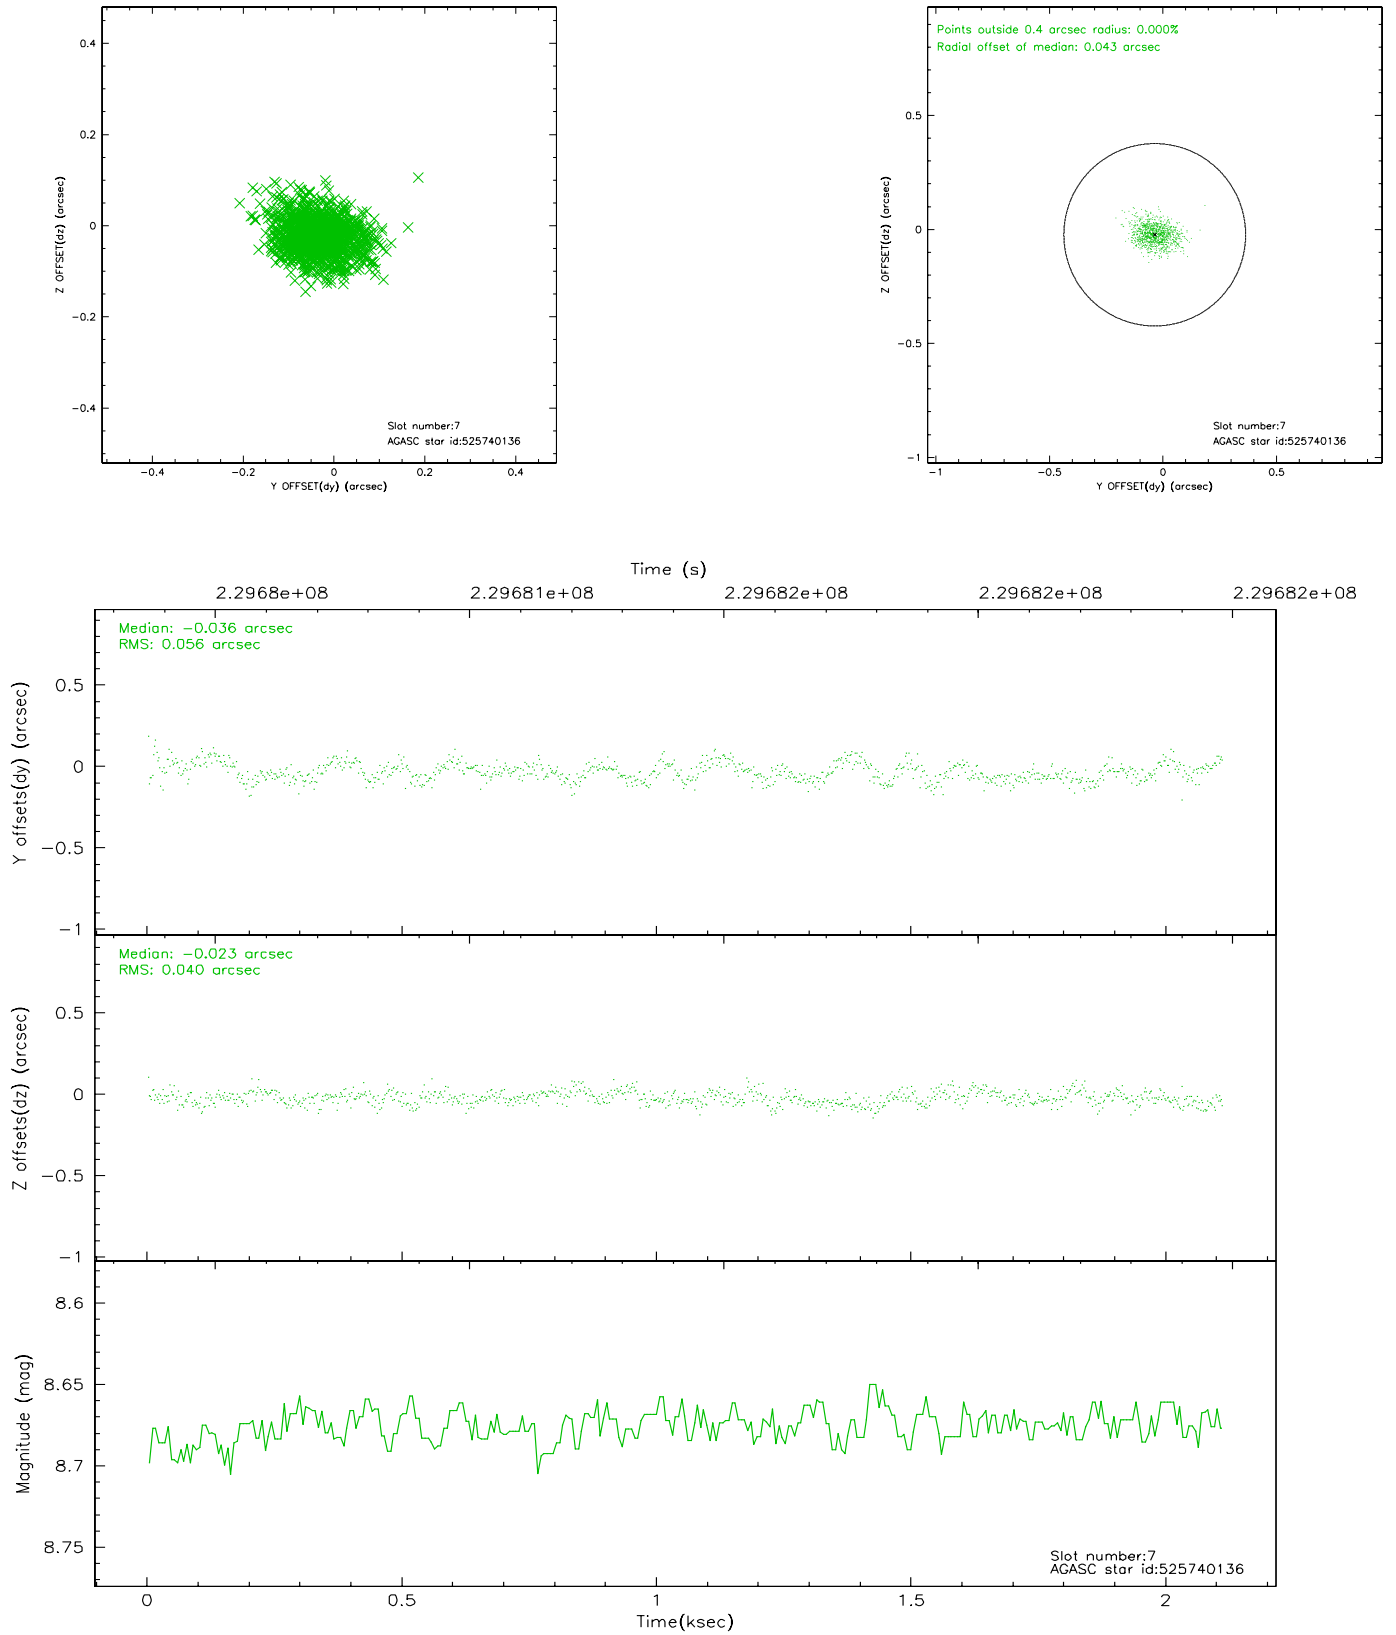 0.4
0.2
0
−0.2
−0.4
Z OFFSET(dz) (arcsec)
Slot number:7
AGASC star id:525740136
−0.4
−0.2
0
0.2
0.4
Y OFFSET(dy) (arcsec)
Points outside 0.4 arcsec radius: 0.000%
Radial offset of median: 0.043 arcsec
0.5
0
−0.5
−1
Z OFFSET(dz) (arcsec)
Slot number:7
AGASC star id:525740136
−1
−0.5
0
0.5
Y OFFSET(dy) (arcsec)
Time (s)
2.2968e+08
2.29681e+08
2.29682e+08
2.29682e+08
2.29682e+08
Median: −0.036 arcsec
RMS: 0.056 arcsec
0.5
0
−0.5
−1
Y offsets(dy) (arcsec)
Median: −0.023 arcsec
RMS: 0.040 arcsec
0.5
0
−0.5
−1
Z offsets(dz) (arcsec)
8.6
8.65
8.7
8.75
Magnitude (mag)
Slot number:7
AGASC star id:525740136
0
0.5
1
1.5
2
Time(ksec)